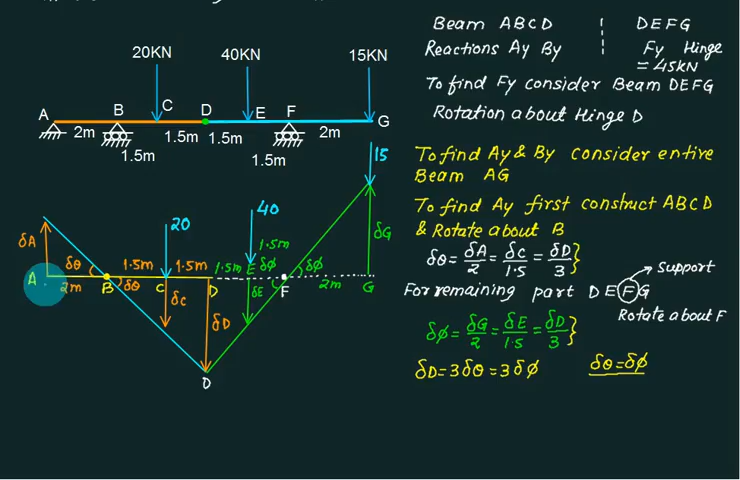 Beam ABCD | DEFG
Reactions Ay By Fy Hinge
= 45kN
To find Fy consider Beam DEFG
Rotation about Hinge D
To find Ay & By consider entire
Beam AG
To find Ay first construct ABCD
& Rotate about B
δθ = δA/2 = δc/1.5 = δD/3 }
Support
For remaining part DEFG
Rotate about F
δφ = δG/2 = δE/1.5 = δD/3 }
δD = 3δθ = 3δφ δθ = δφ
20KN 40KN 15KN
A B C D E F G
2m 1.5m 1.5m 2m
1.5m 1.5m
15
20 40
δA δθ 1.5m 1.5m 1.5m E δφ 1.5m δφ δG
A 2m B δθ C D δE F 2m G
δc δD
D